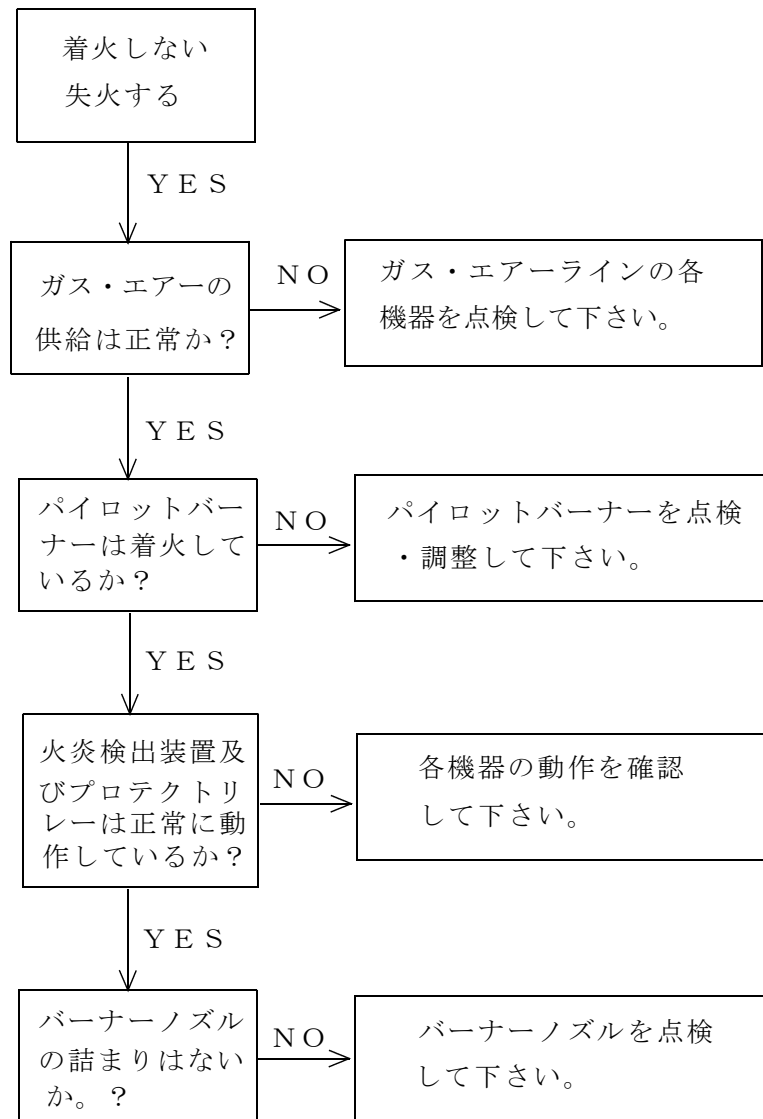 着火しない
失火する
ＹＥＳ
ガス・エアーの
供給は正常か？
ＮＯ
ガス・エアーラインの各
機器を点検して下さい。
ＹＥＳ
パイロットバー
ナーは着火して
いるか？
ＮＯ
パイロットバーナーを点検
・調整して下さい。
ＹＥＳ
火炎検出装置及
びプロテクトリ
レーは正常に動
作しているか？
ＮＯ
各機器の動作を確認
して下さい。
ＹＥＳ
バーナーノズル
の詰まりはない
か。？
ＮＯ
バーナーノズルを点検
して下さい。